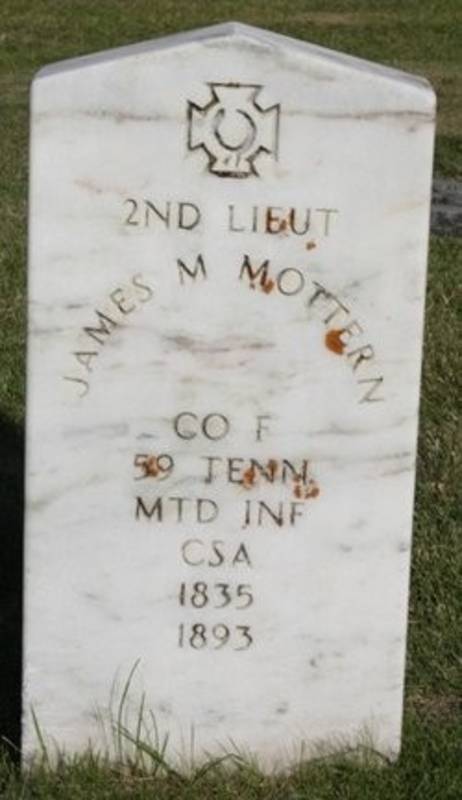 2ND LIEUT
JAMES M MOTTERN
CO F
59 TENN
MTD INF
CSA
1835
1893